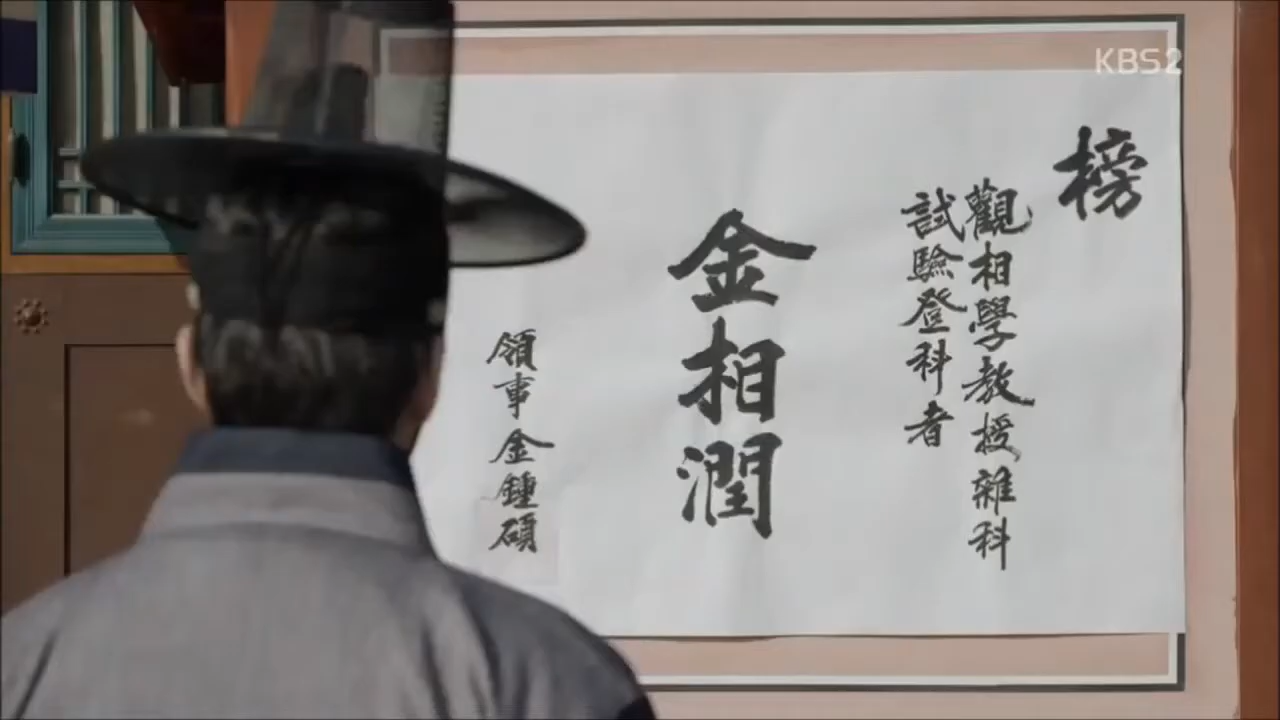 榜
觀相學教授雜科
試驗登科者
金相潤
領事金鍾碩
KBS2